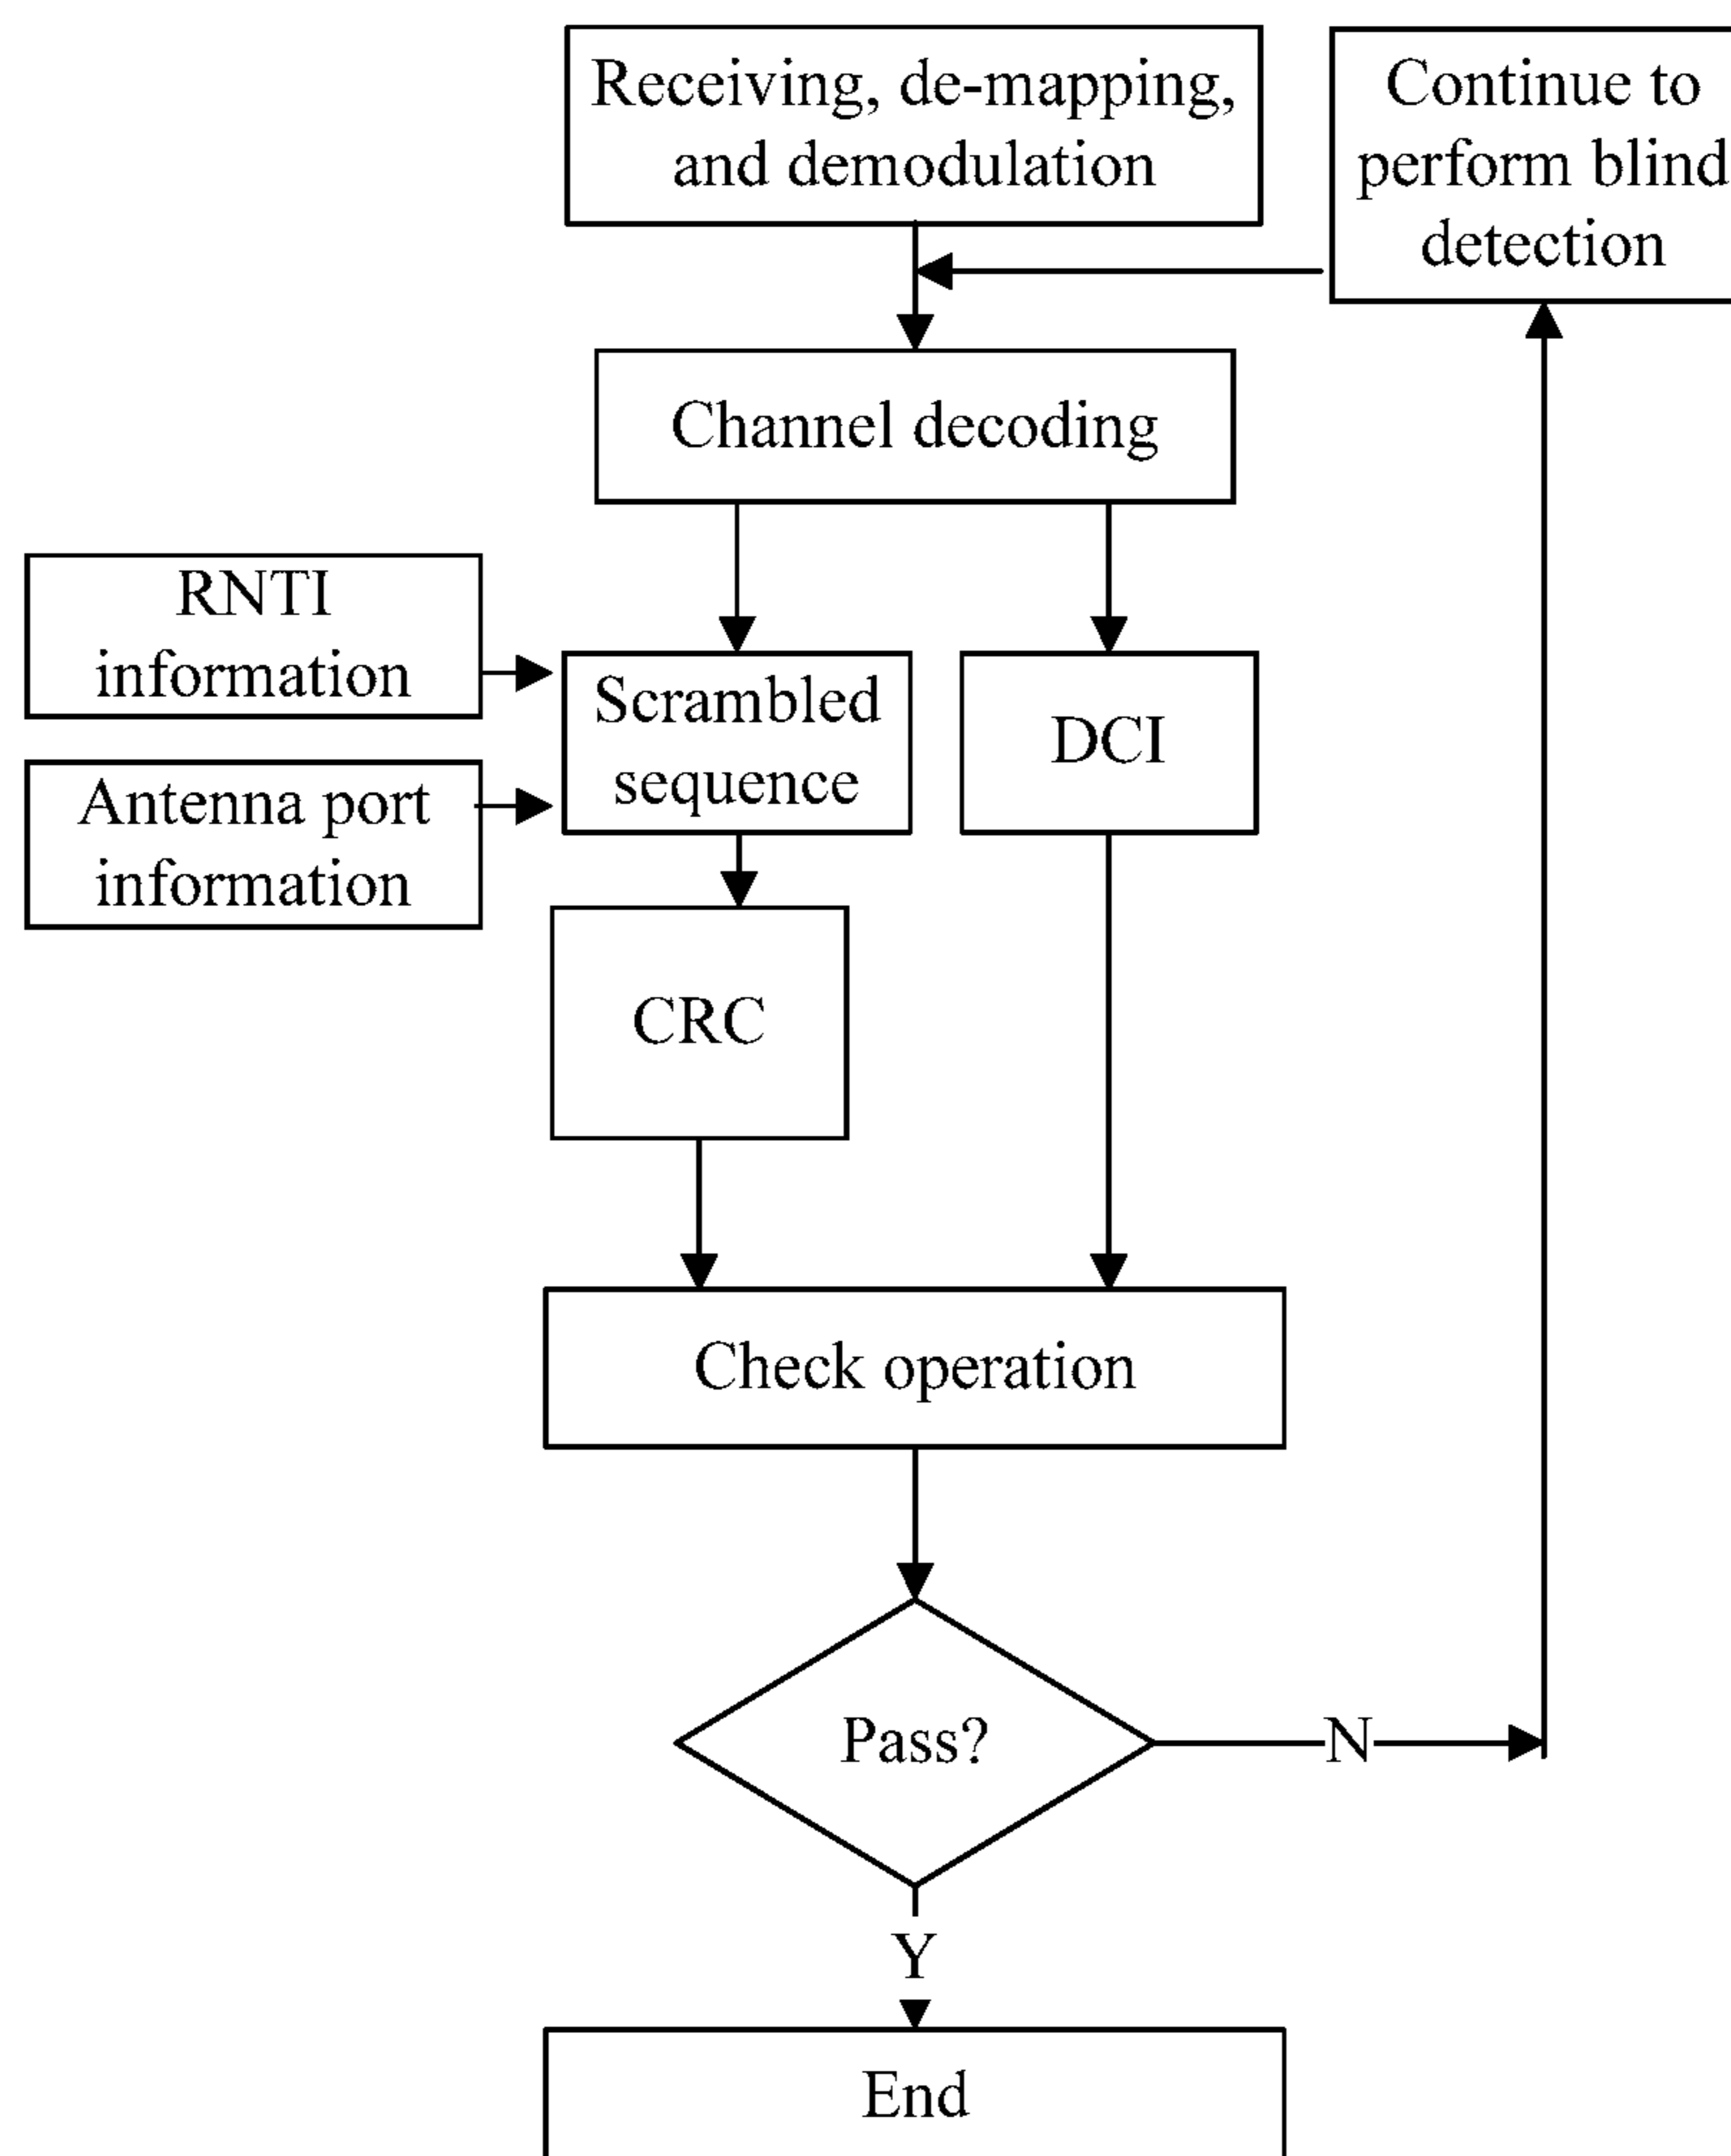 Receiving, de-mapping,
and demodulation
Continue to
perform blind
detection
Channel decoding
RNTI
information
Scrambled
sequence
DCI
Antenna port
information
CRC
Check operation
Pass?
N
Y
End